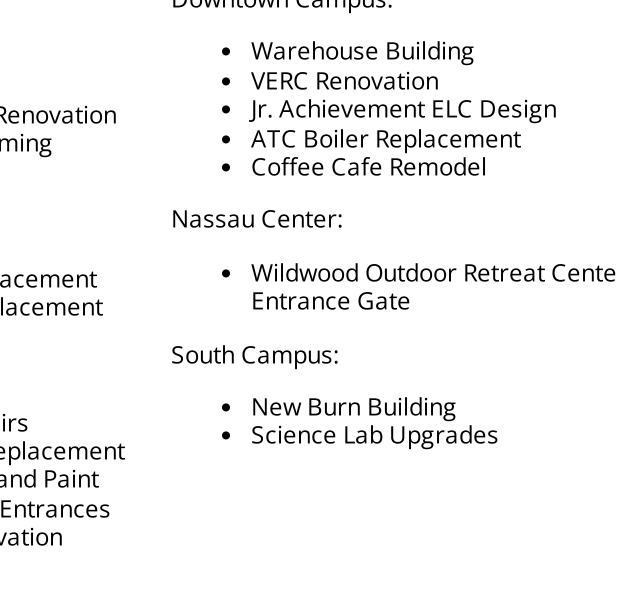 Renovation
ming
acement
lacement
irs
eplacement
and Paint
Entrances
vation
Downtown Campus:
• Warehouse Building
• VERC Renovation
• Jr. Achievement ELC Design
• ATC Boiler Replacement
• Coffee Cafe Remodel
Nassau Center:
• Wildwood Outdoor Retreat Cente
Entrance Gate
South Campus:
• New Burn Building
• Science Lab Upgrades